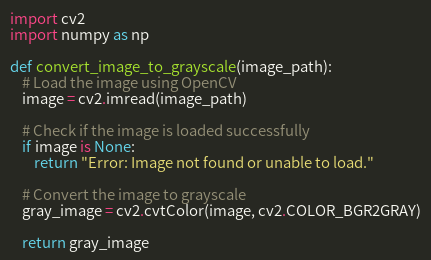 import cv2
import numpy as np
def convert_image_to_grayscale(image_path):
# Load the image using OpenCV
image = cv2.imread(image_path)
# Check if the image is loaded successfully
if image is None:
return "Error: Image not found or unable to load."
# Convert the image to grayscale
gray_image = cv2.cvtColor(image, cv2.COLOR_BGR2GRAY)
return gray_image